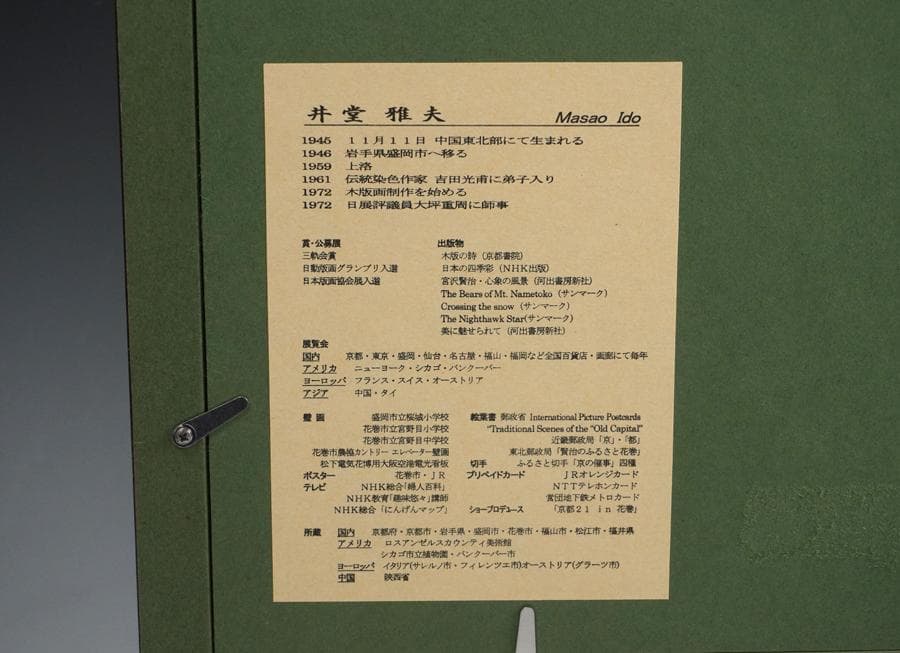 井堂 雅夫 Masao Ido
1945 11月11日 中国東北部にて生まれる
1946 岩手県盛岡市へ移る
1959 上洛
1961 伝統染色作家 吉田光甫に弟子入り
1972 木版画制作を始める
1972 日展評議員大坪重周に師事
賞・公募展
三軌会賞
日動版画グランプリ入選
日本版画協会展入選
出版物
木版の詩（京都書院）
日本の四季彩（NHK出版）
宮沢賢治・心象の風景（河出書房新社）
The Bears of Mt. Nametoko（サンマーク）
Crossing the snow（サンマーク）
The Nighthawk Star(サンマーク）
美に魅せられて（河出書房新社）
展覧会
国内 京都・東京・盛岡・仙台・名古屋・福山・福岡など全国百貨店・画廊にて毎年
アメリカ ニューヨーク・シカゴ・バンクーバー
ヨーロッパ フランス・スイス・オーストリア
アジア 中国・タイ
壁画 盛岡市立桜城小学校
花巻市立宮野目小学校
花巻市立宮野目中学校
花巻市農協カントリー エレベーター壁画
松下電気花博用大阪空港電光看板
ポスター 花巻市・JR
テレビ NHK総合「婦人百科」
NHK教育「趣味悠々」講師
NHK総合「にんげんマップ」
絵葉書 郵政省 International Picture Postcards
"Traditional Scenes of the "Old Capital"
近畿郵政局「京」・「都」
東北郵政局「賢治のふるさと花巻」
切手 ふるさと切手「京の催事」四種
プリペイドカード JRオレンジカード
NTTテレホンカード
営団地下鉄メトロカード
ショープロデュース 「京都21 in 花巻」
所蔵 国内 京都府・京都市・岩手県・盛岡市・花巻市・福山市・松江市・福井県
アメリカ ロスアンゼルスカウンティ美術館
シカゴ市立植物園・バンクーバー市
ヨーロッパ イタリア(サレルノ市・フィレンツエ市)オーストリア(グラーツ市)
中国 陝西省